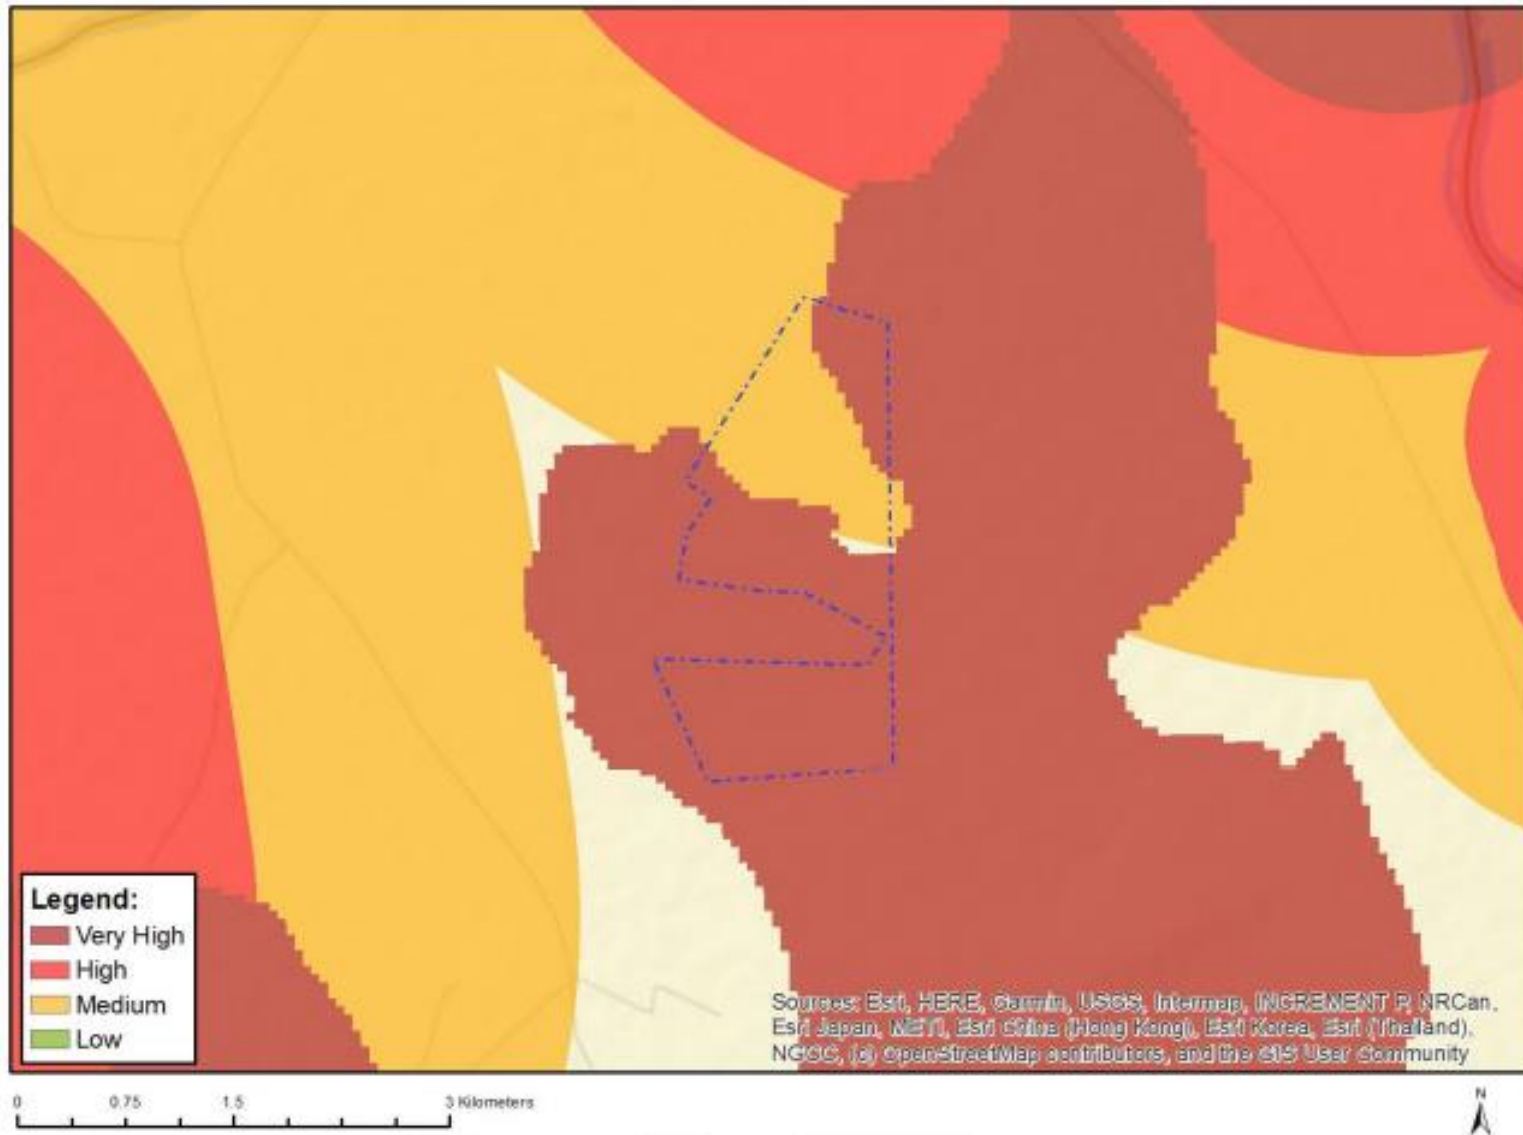 Legend:
Very High
High
Medium
Low
Sources: Esri, HERE, Garmin, USGS, Intermap, INCREMENT P, NRCan,
Esri Japan, METI, Esri China (Hong Kong), Esri Korea, Esri (Thailand),
NGCC, (c) OpenStreetMap contributors, and the GIS User Community
0 0.75 1.5 3 Kilometers
N